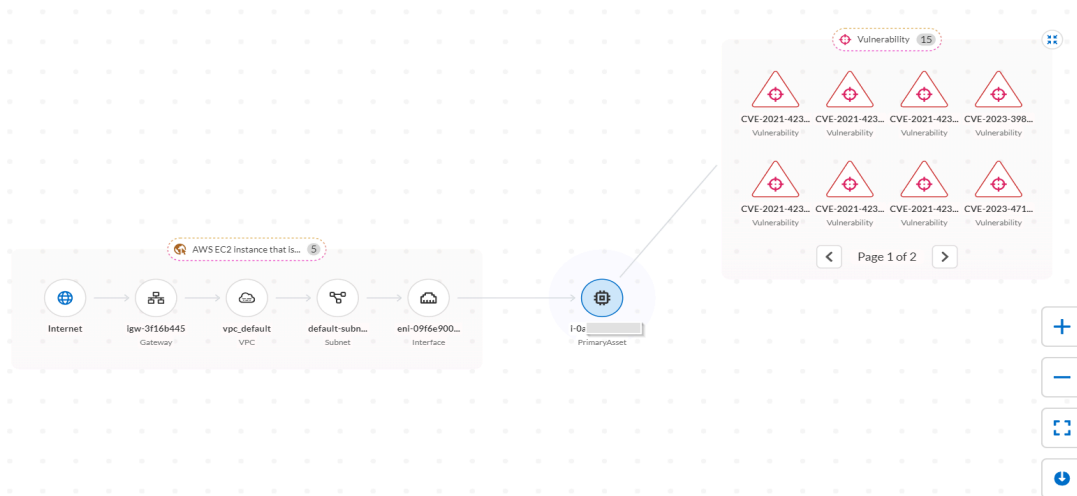 Vulnerability 15
CVE-2021-423... CVE-2021-423... CVE-2021-423... CVE-2023-398...
Vulnerability Vulnerability Vulnerability Vulnerability
CVE-2021-423... CVE-2021-423... CVE-2021-423... CVE-2023-471...
Vulnerability Vulnerability Vulnerability Vulnerability
Page 1 of 2
AWS EC2 instance that is... 5
Internet igw-3f16b445 vpc_default default-subn... eni-09f6e900... i-0a
Gateway VPC Subnet Interface PrimaryAsset